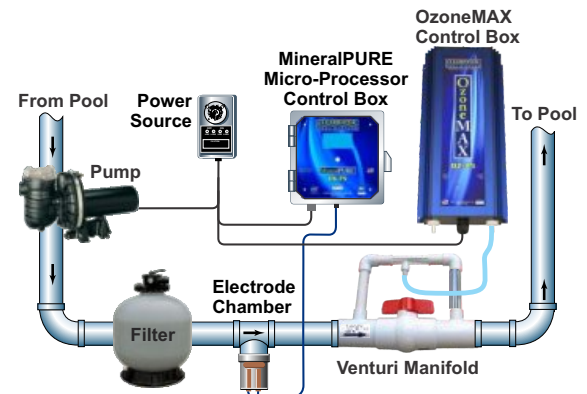 OzoneMAX
Control Box
MineralPURE
Micro-Processor
Control Box
From Pool
Power
Source
To Pool
Pump
OzoneMAX
Electrode
Chamber
Filter
Venturi Manifold